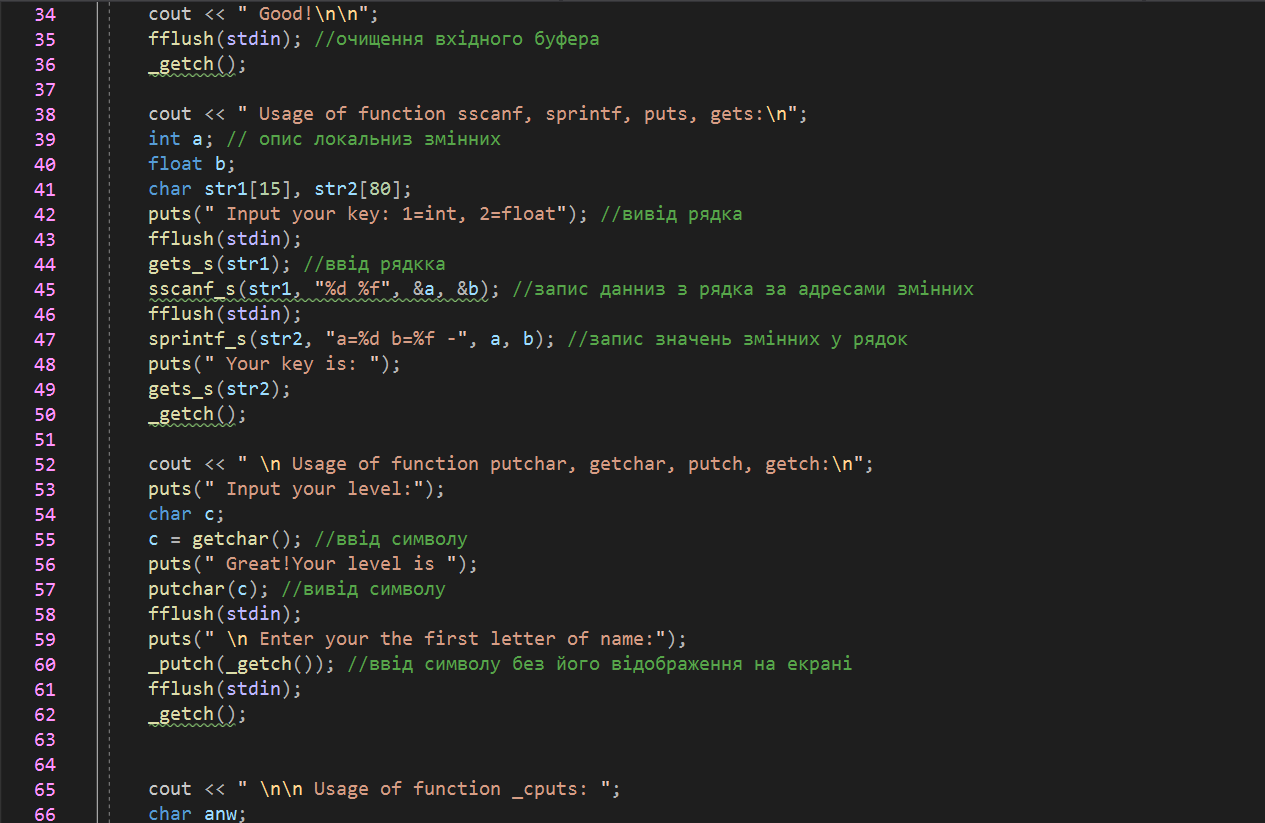 34 cout << " Good!\n\n";
35 fflush(stdin); //очищення вхідного буфера
36 _getch();
37
38 cout << " Usage of function sscanf, sprintf, puts, gets:\n";
39 int a; // опис локальниз змінних
40 float b;
41 char str1[15], str2[80];
42 puts(" Input your key: 1=int, 2=float"); //вивід рядка
43 fflush(stdin);
44 gets_s(str1); //ввід рядкка
45 sscanf_s(str1, "%d %f", &a, &b); //запис данниз з рядка за адресами змінних
46 fflush(stdin);
47 sprintf_s(str2, "a=%d b=%f -", a, b); //запис значень змінних у рядок
48 puts(" Your key is: ");
49 gets_s(str2);
50 _getch();
51
52 cout << " \n Usage of function putchar, getchar, putch, getch:\n";
53 puts(" Input your level:");
54 char c;
55 c = getchar(); //ввід символу
56 puts(" Great!Your level is ");
57 putchar(c); //вивід символу
58 fflush(stdin);
59 puts(" \n Enter your the first letter of name:");
60 _putch(_getch()); //ввід символу без його відображення на екрані
61 fflush(stdin);
62 _getch();
63
64
65 cout << " \n\n Usage of function _cputs: ";
66 char anw;